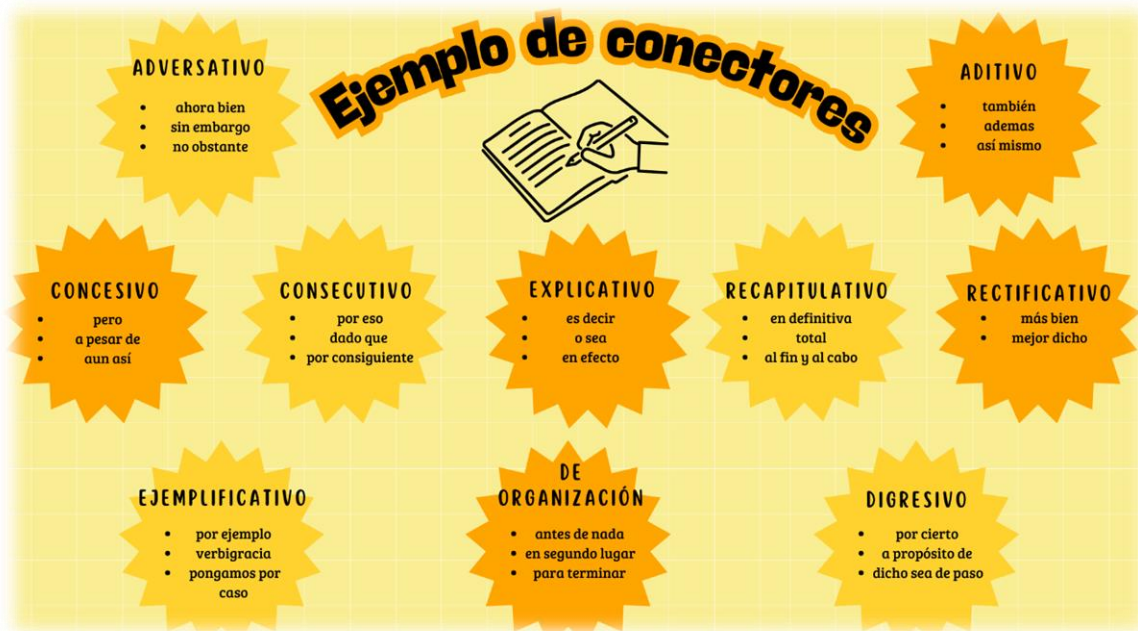 Ejemplo de conectores
ADVERSATIVO
• ahora bien
• sin embargo
• no obstante
ADITIVO
• también
• ademas
• así mismo
CONCESIVO
• pero
• a pesar de
• aun así
CONSECUTIVO
• por eso
• dado que
• por consiguiente
EXPLICATIVO
• es decir
• o sea
• en efecto
RECAPITULATIVO
• en definitiva
• total
• al fin y al cabo
RECTIFICATIVO
• más bien
• mejor dicho
EJEMPLIFICATIVO
• por ejemplo
• verbigracia
• pongamos por
caso
DE
ORGANIZACIÓN
• antes de nada
• en segundo lugar
• para terminar
DIGRESIVO
• por cierto
• a propósito de
• dicho sea de paso